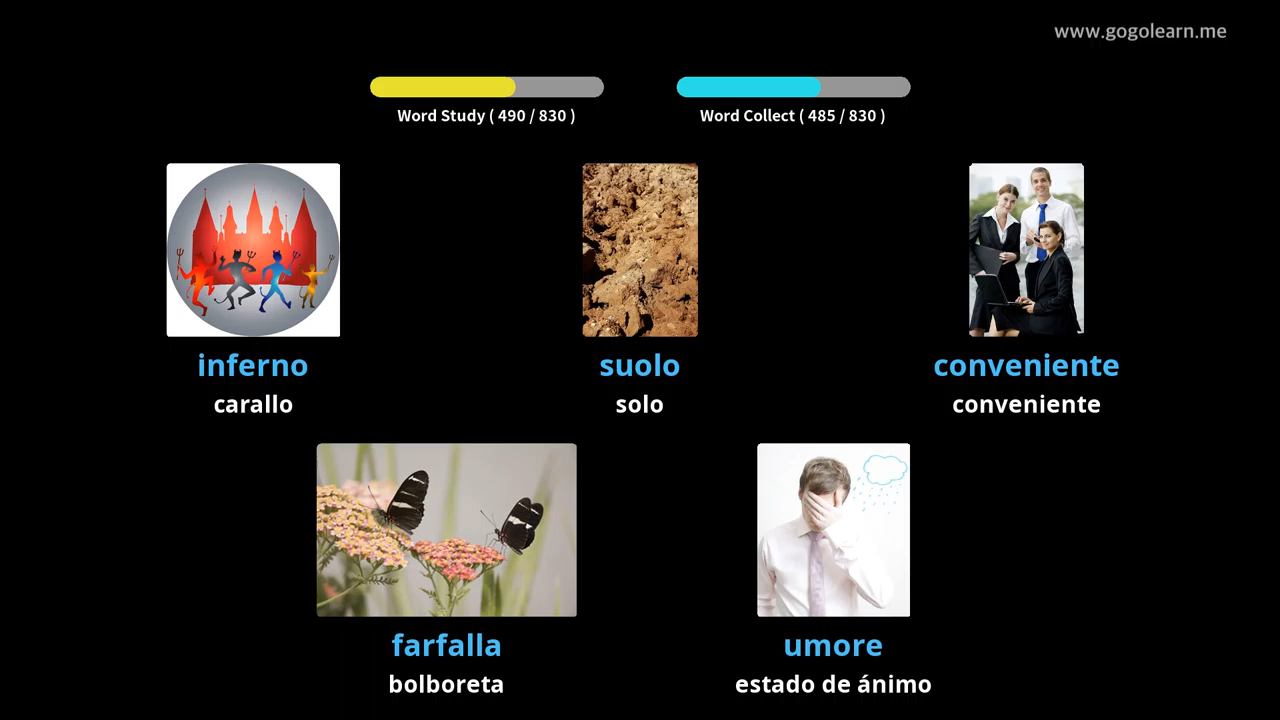 www.gogolearn.me
Word Study ( 490 / 830 )
Word Collect ( 485 / 830 )
inferno
carallo
suolo
solo
conveniente
conveniente
farfalla
bolboreta
umore
estado de ánimo